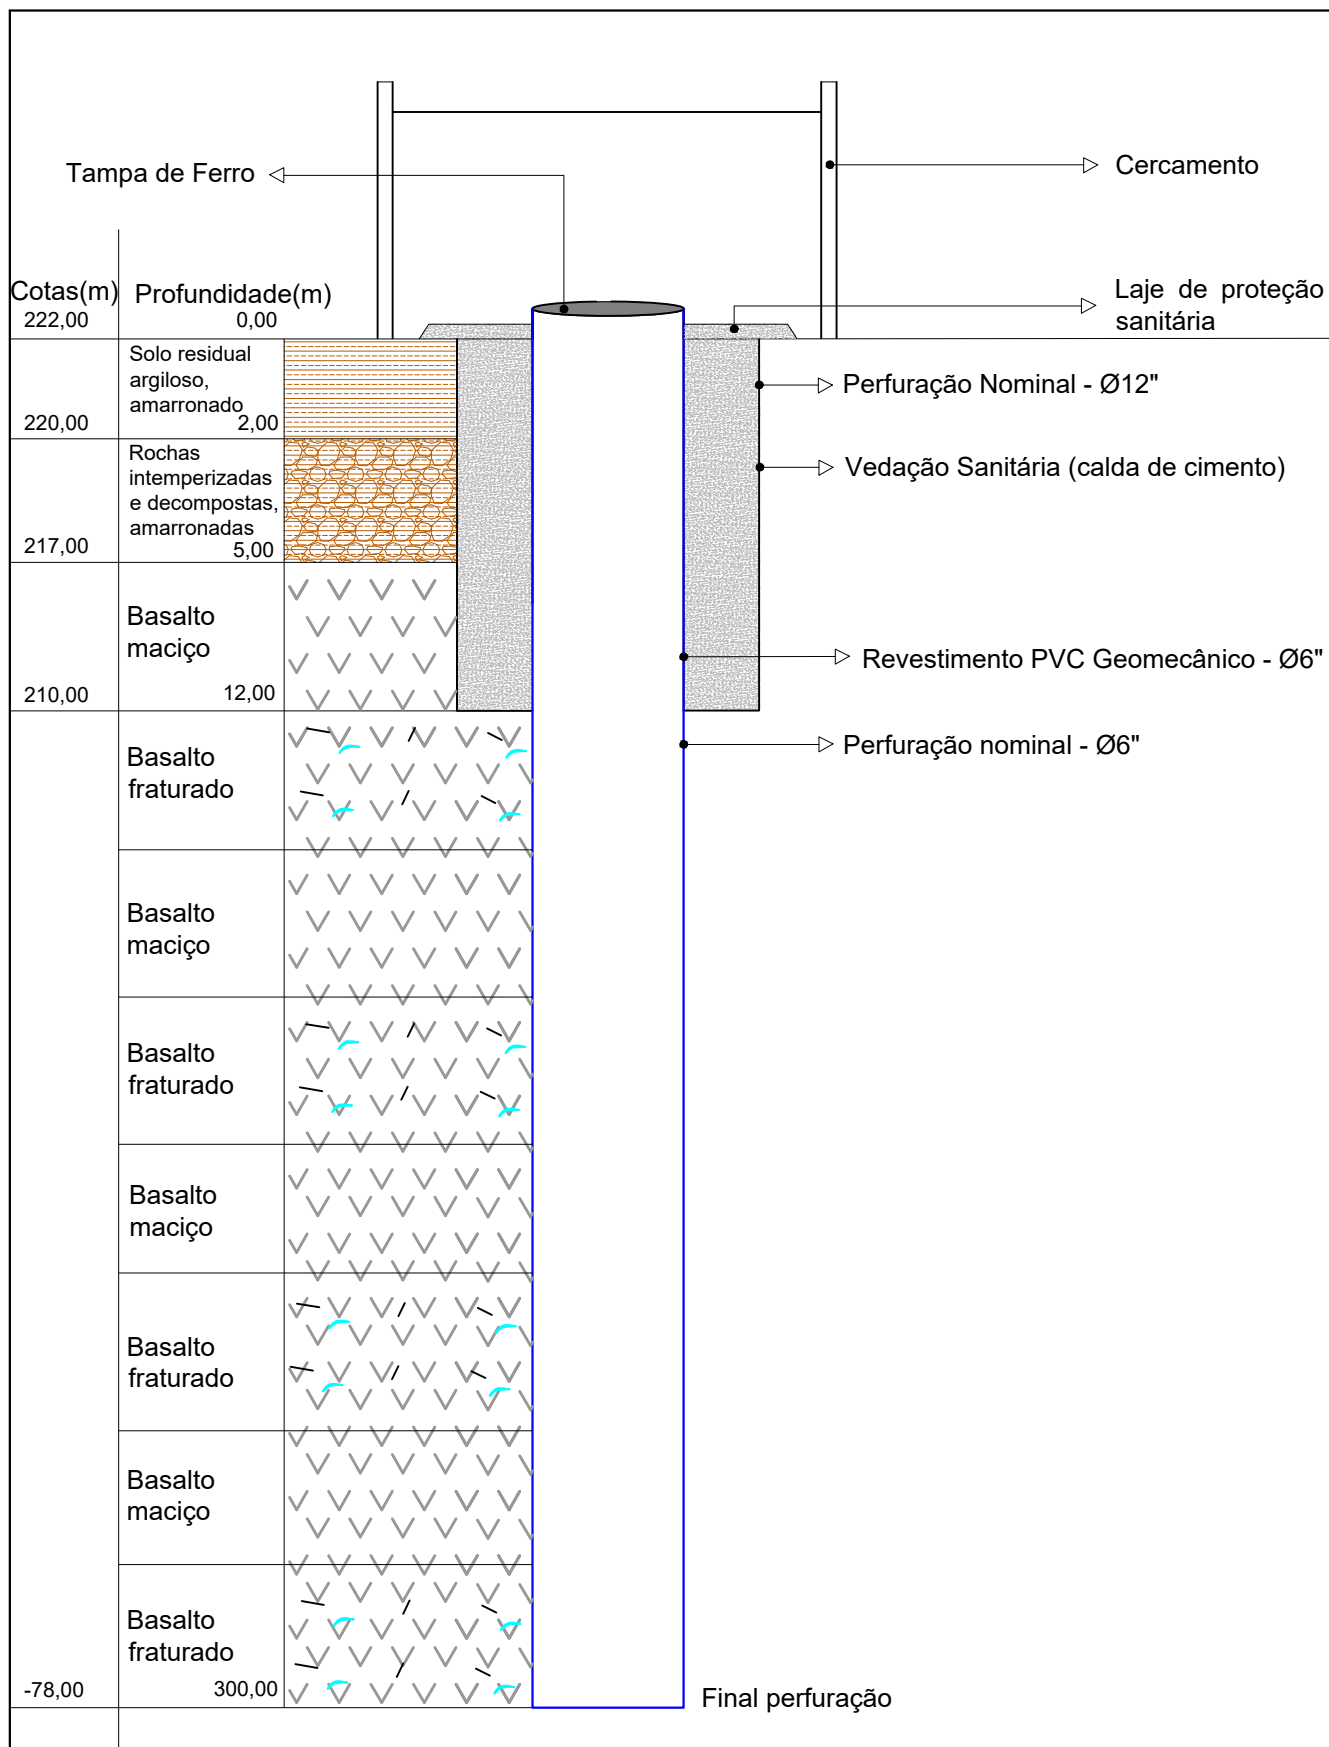 Tampa de Ferro
Cercamento
Cotas(m)
Profundidade(m)
Laje de proteção
sanitária
222,00
0,00
Solo residual
argiloso,
amarronado
220,00
2,00
Perfuração Nominal - Ø12"
Rochas
intemperizadas
e decompostas,
amarronadas
217,00
5,00
Vedação Sanitária (calda de cimento)
Basalto
maciço
210,00
12,00
Revestimento PVC Geomecânico - Ø6"
Perfuração nominal - Ø6"
Basalto
fraturado
Basalto
maciço
Basalto
fraturado
Basalto
maciço
Basalto
fraturado
Basalto
maciço
Basalto
fraturado
-78,00
300,00
Final perfuração